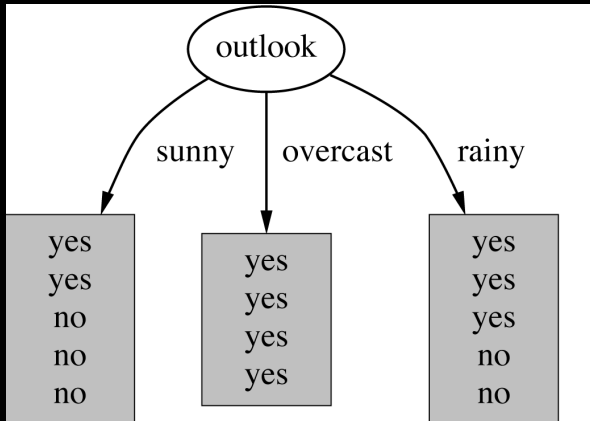 outlook
sunny overcast rainy
yes
yes
no
no
no
yes
yes
yes
yes
yes
yes
yes
no
no